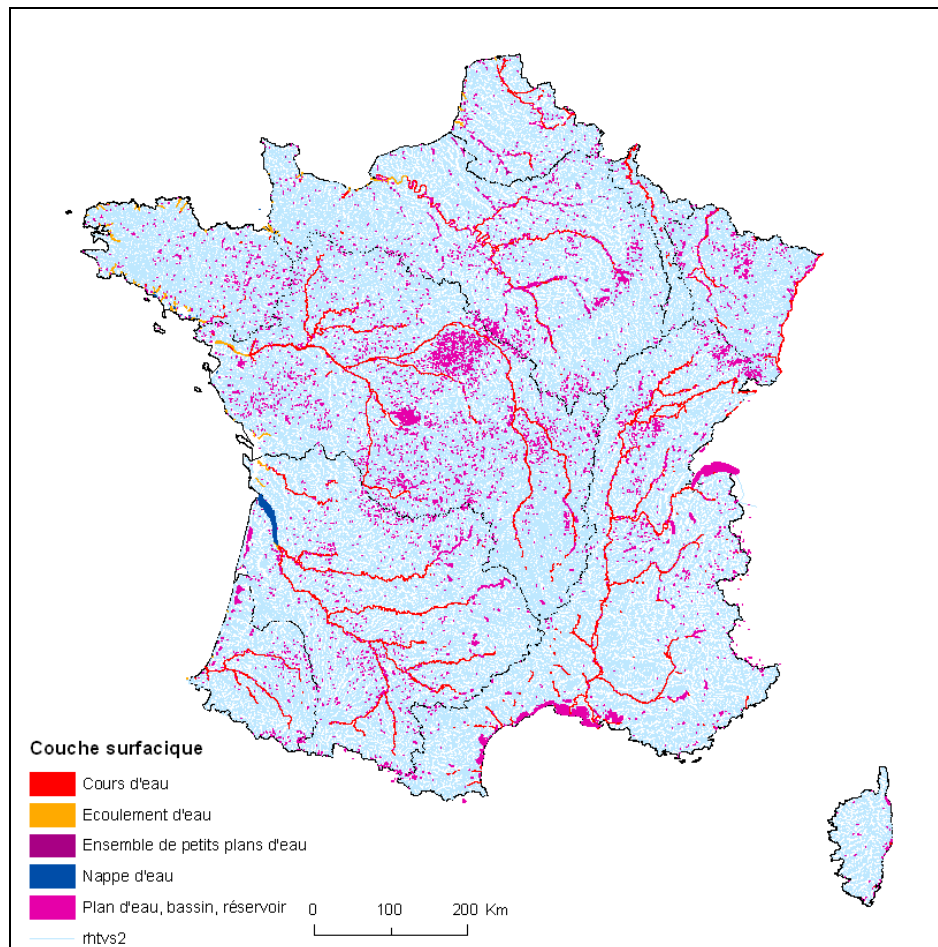 Couche surfacique
Cours d'eau
Ecoulement d'eau
Ensemble de petits plans d'eau
Nappe d'eau
Plan d'eau, bassin, réservoir
rhtvs2
0 100 200 Km